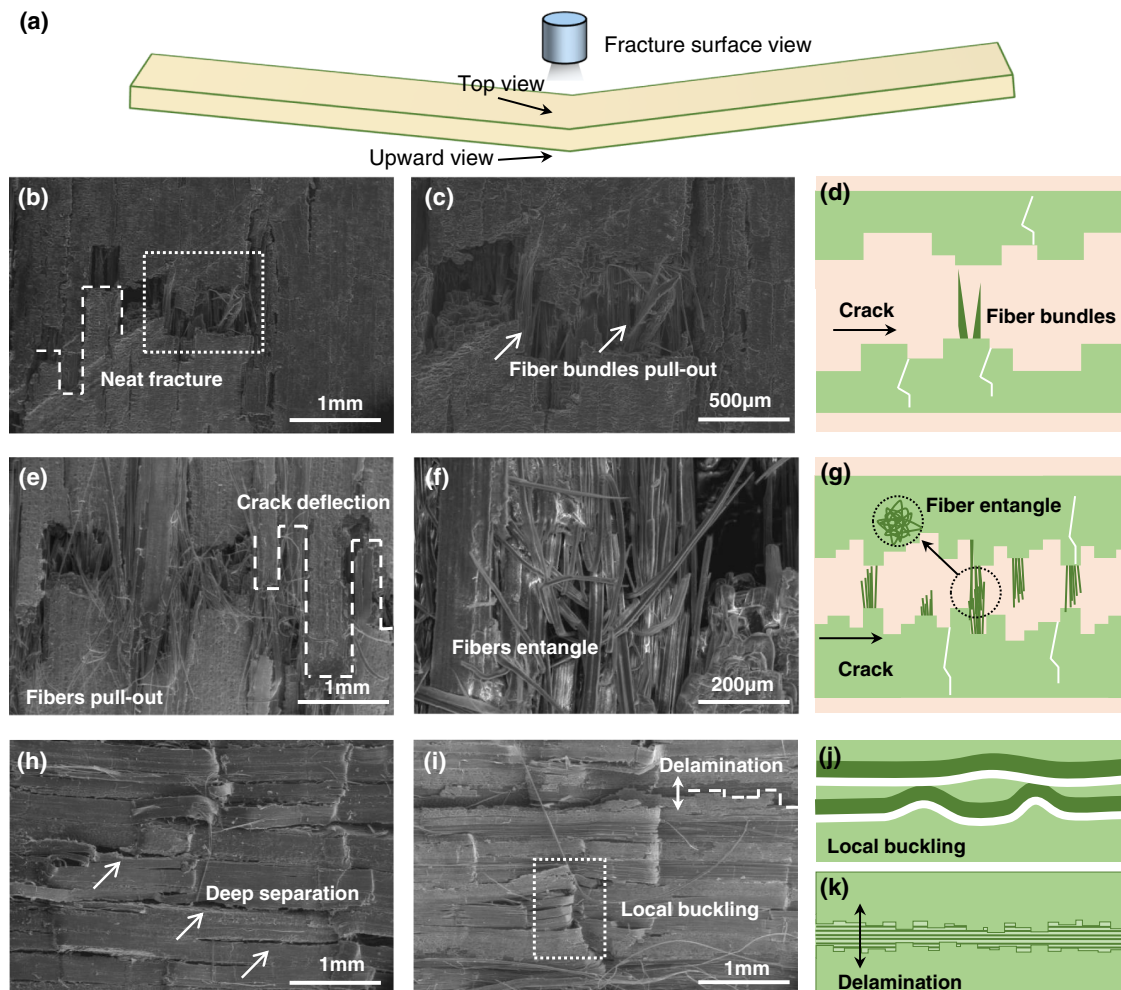 (a)
Fracture surface view
Top view
Upward view
(b)
Neat fracture
1mm
(c)
Fiber bundles pull-out
500μm
(d)
Crack
Fiber bundles
(e)
Crack deflection
Fibers pull-out
1mm
(f)
Fibers entangle
200μm
(g)
Fiber entangle
Crack
(h)
Deep separation
1mm
(i)
Delamination
Local buckling
1mm
(j)
Local buckling
(k)
Delamination